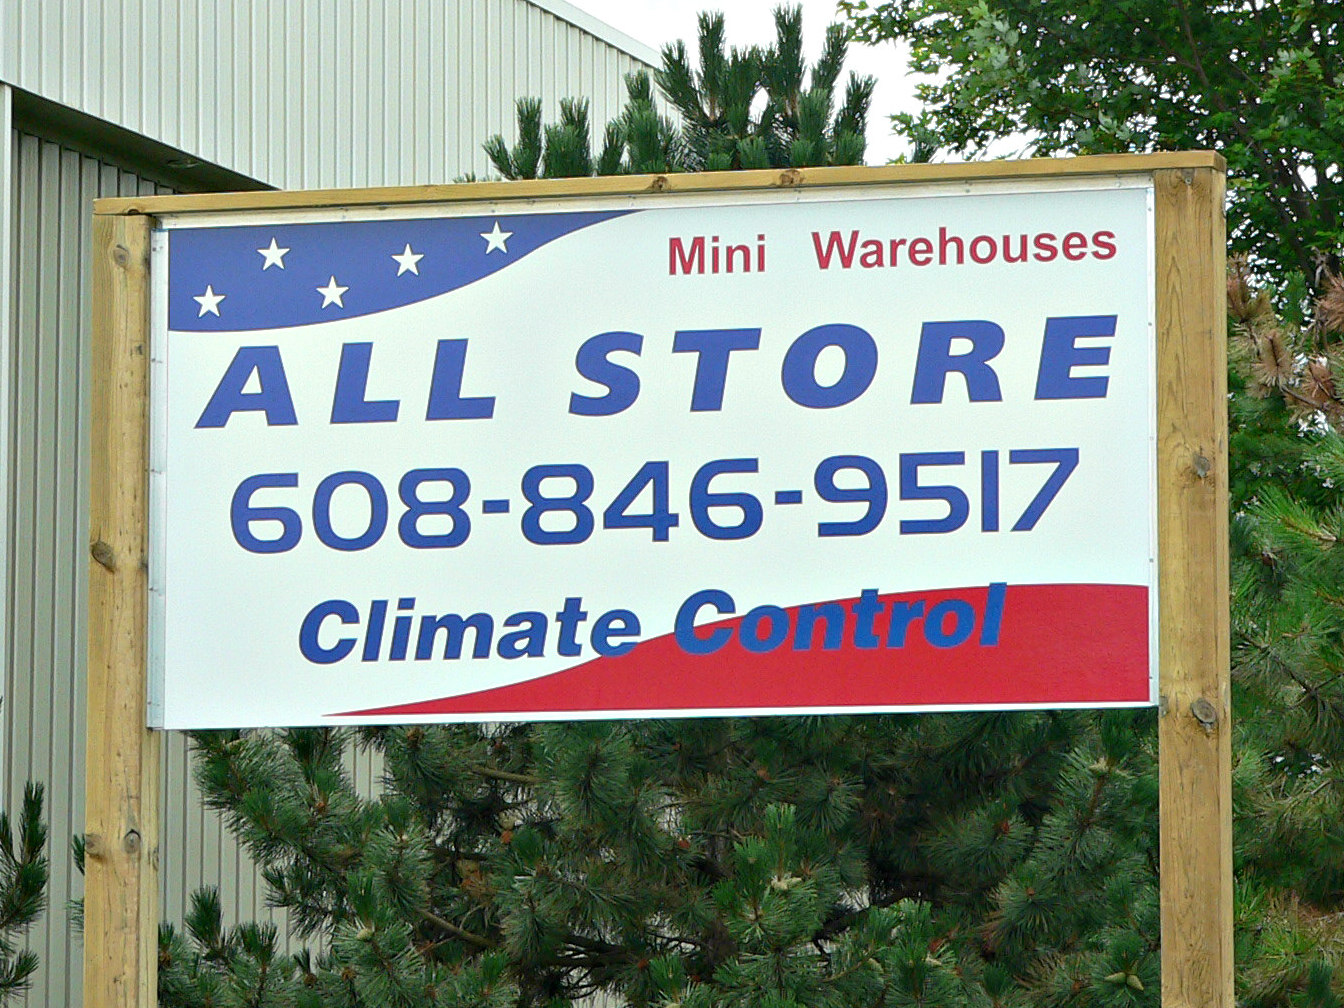 Mini Warehouses
ALL STORE
608-846-9517
Climate Control